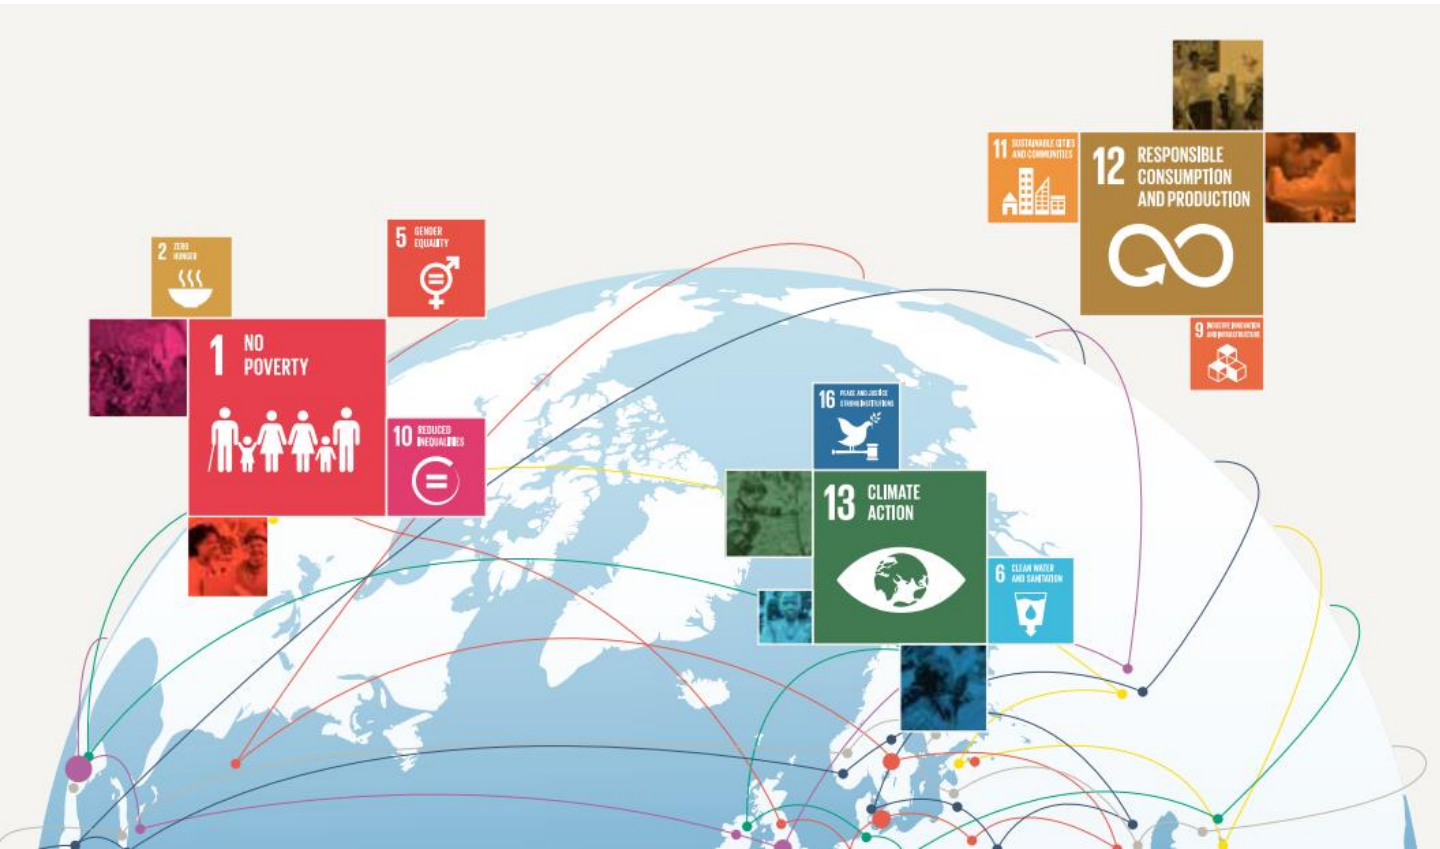 2 ZERO
HUNGER
5 GENDER
EQUALITY
1 NO
POVERTY
10 REDUCED
INEQUALITIES
11 SUSTAINABLE CITIES
AND COMMUNITIES
12 RESPONSIBLE
CONSUMPTION
AND PRODUCTION
9 INDUSTRY, INNOVATION
AND INFRASTRUCTURE
16 PEACE AND JUSTICE
STRONG INSTITUTIONS
13 CLIMATE
ACTION
6 CLEAN WATER
AND SANITATION